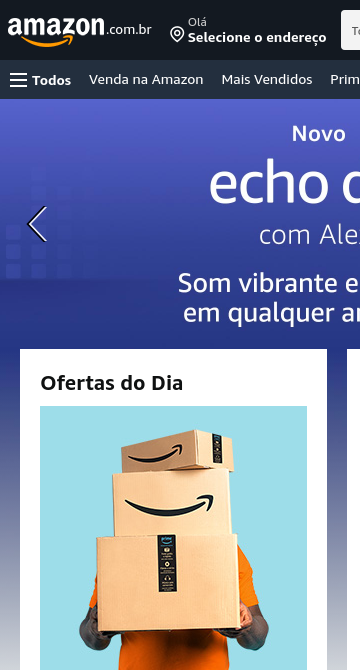 amazon.com.br
Olá
Selecione o endereço
Todos
Venda na Amazon
Mais Vendidos
Prim
Novo
echo d
com Ale
Som vibrante e
em qualquer a
Ofertas do Dia
prime